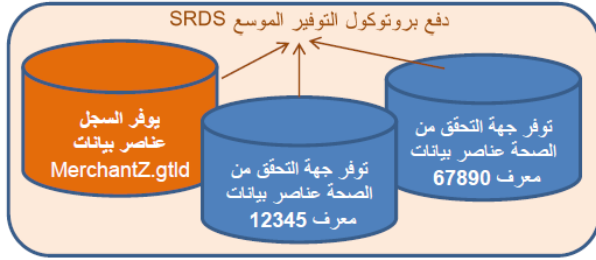 دفع بروتوكول التوفير الموسع SRDS
يوفر السجل
عناصر بيانات
MerchantZ.gtld
توفر جهة التحقق من
الصحة عناصر بيانات
معرف 12345
توفر جهة التحقق من
الصحة عناصر بيانات
معرف 67890